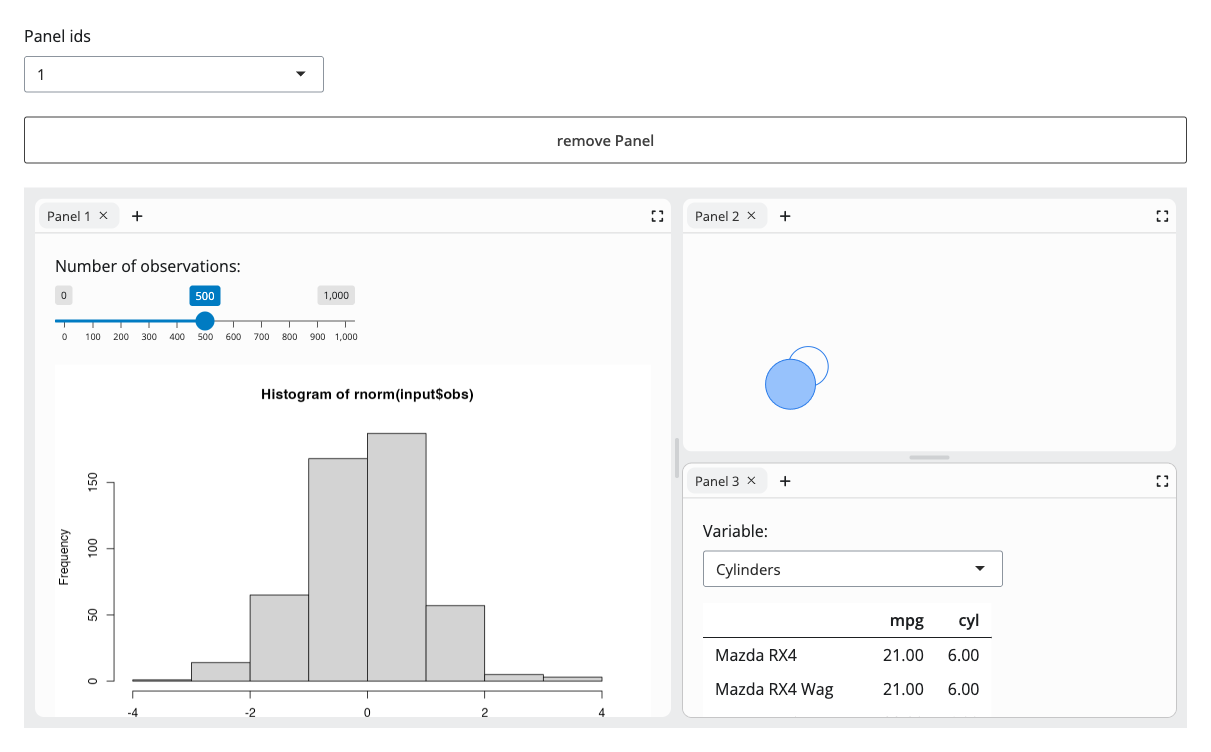 Panel ids
1
remove Panel
Panel 1 × +
Number of observations:
0 500 1,000
0 100 200 300 400 500 600 700 800 900 1,000
Histogram of rnorm(input$obs)
Frequency
150
100
50
0
-4 -2 0 2 4
Panel 2 × +
Panel 3 × +
Variable:
Cylinders
mpg cyl
Mazda RX4 21.00 6.00
Mazda RX4 Wag 21.00 6.00